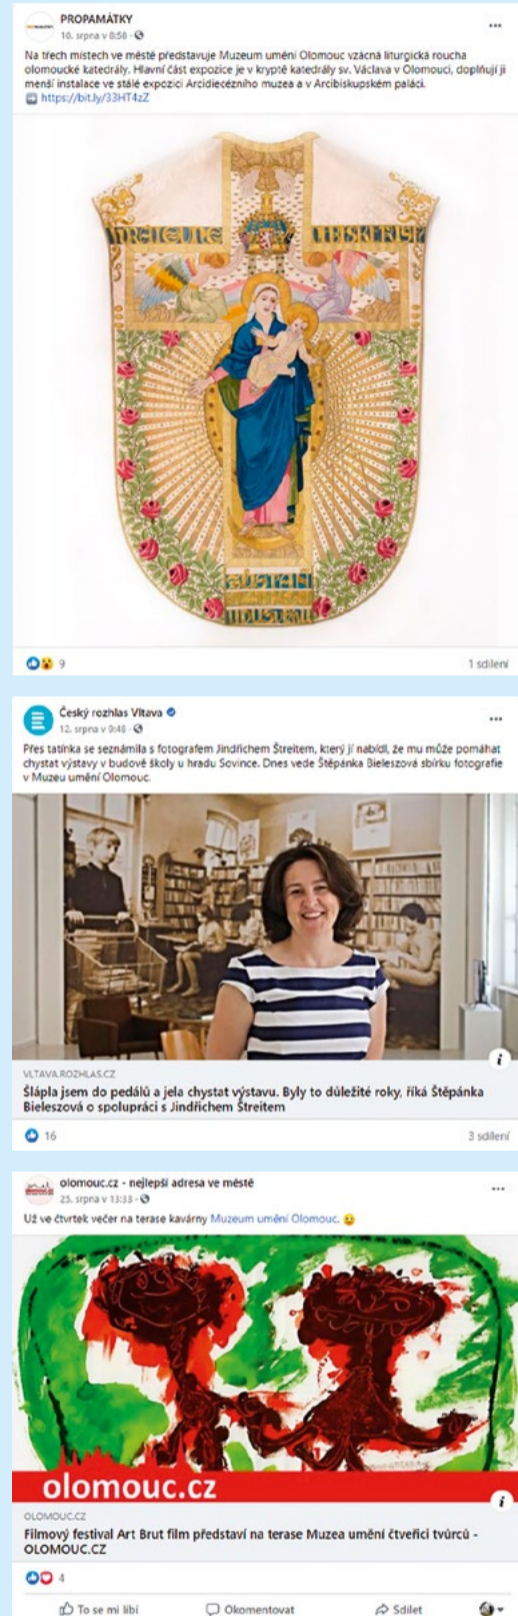 PROPAMÁTKY
10. srpna v 8:58
Na třech místech ve městě představuje Muzeum umění Olomouc vzácná liturgická roucha
olomoucké katedrály. Hlavní část expozice je v kryptě katedrály sv. Václava v Olomouci, doplňují ji
menší instalace ve stálé expozici Arcidiecézního muzea a v Arcibiskupském paláci.
https://bit.ly/33HT4zZ
9
1 sdílení
Český rozhlas Vltava
12. srpna v 9:48
Přes tatínka se seznámila s fotografem Jindřichem Štreitem, který jí nabídl, že mu může pomáhat
chystat výstavy v budově školy u hradu Sovince. Dnes vede Štěpánka Bieleszová sbírku fotografie
v Muzeu umění Olomouc.
VLTAVA.ROZHLAS.CZ
Šlápla jsem do pedálů a jela chystat výstavu. Byly to důležité roky, říká Štěpánka
Bieleszová o spolupráci s Jindřichem Štreitem
16
3 sdílení
olomouc.cz - nejlepší adresa ve městě
25. srpna v 13:33
Už ve čtvrtek večer na terase kavárny Muzeum umění Olomouc.
olomouc.cz
OLOMOUC.CZ
Filmový festival Art Brut film představí na terase Muzea umění čtveřici tvůrců -
OLOMOUC.CZ
4
To se mi líbí Okomentovat Sdílet